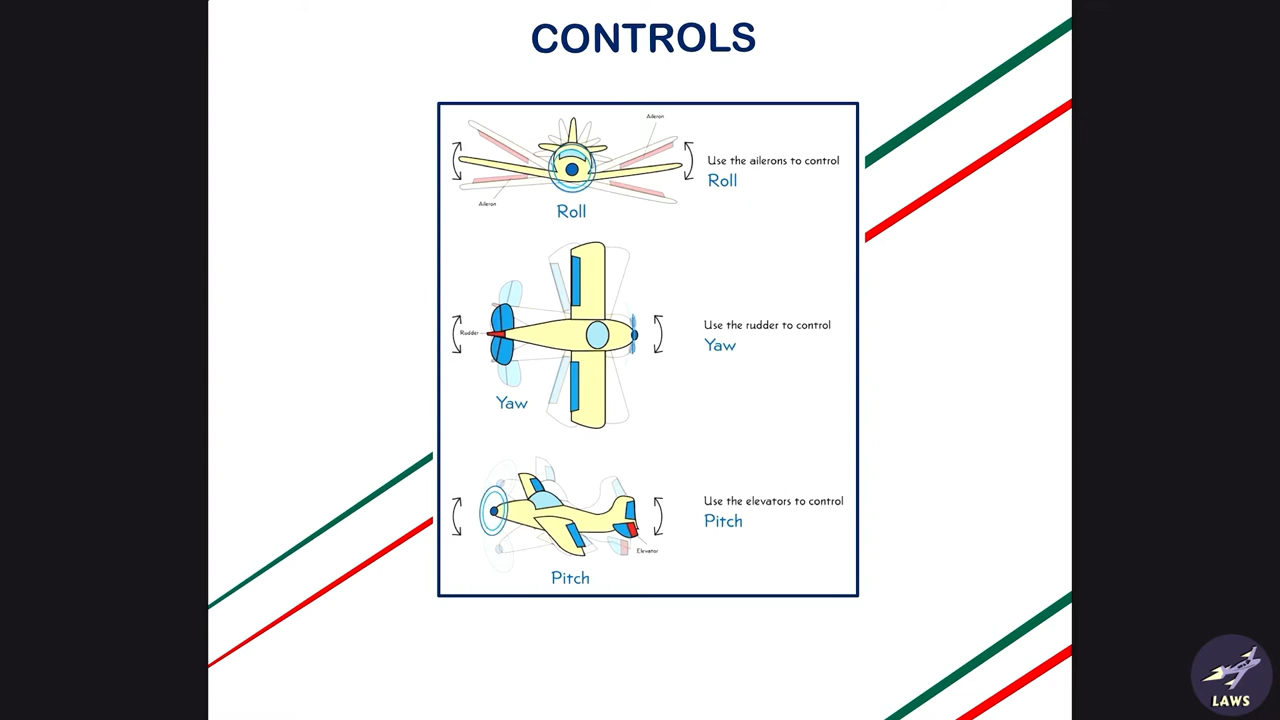 CONTROLS
Aileron
Use the ailerons to control
Roll
Aileron
Roll
Rudder
Use the rudder to control
Yaw
Yaw
Use the elevators to control
Pitch
Elevator
Pitch
LAWS